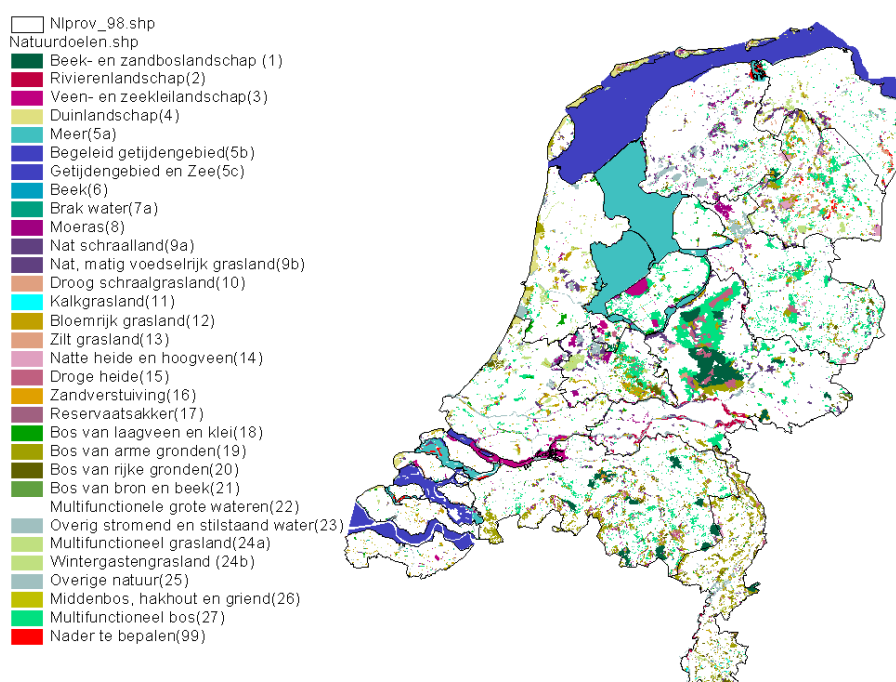 Nlprov_98.shp
Natuurdoelen.shp
Beek- en zandboslandschap (1)
Rivierenlandschap(2)
Veen- en zeekleilandschap(3)
Duinlandschap(4)
Meer(5a)
Begeleid getijdengebied(5b)
Getijdengebied en Zee(5c)
Beek(6)
Brak water(7a)
Moeras(8)
Nat schraalland(9a)
Nat, matig voedselrijk grasland(9b)
Droog schraalgrasland(10)
Kalkgrasland(11)
Bloemrijk grasland(12)
Zilt grasland(13)
Natte heide en hoogveen(14)
Droge heide(15)
Zandverstuiving(16)
Reservaatsakker(17)
Bos van laagveen en klei(18)
Bos van arme gronden(19)
Bos van rijke gronden(20)
Bos van bron en beek(21)
Multifunctionele grote wateren(22)
Overig stromend en stilstaand water(23)
Multifunctioneel grasland(24a)
Wintergastengrasland (24b)
Overige natuur(25)
Middenbos, hakhout en griend(26)
Multifunctioneel bos(27)
Nader te bepalen(99)